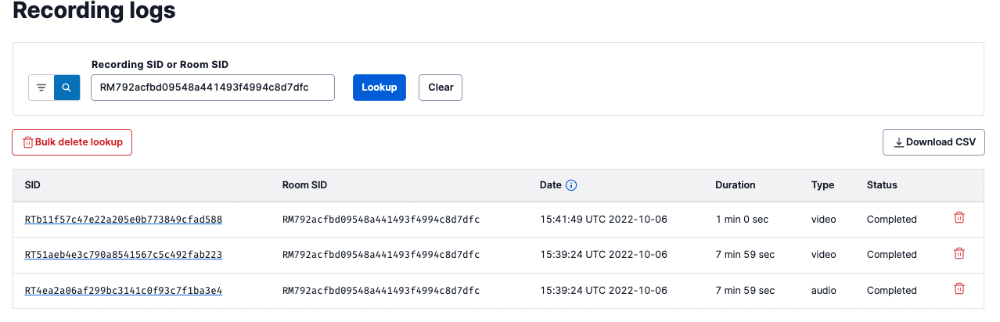 Recording logs
Recording SID or Room SID
RM792acfbd09548a441493f4994c8d7dfc Lookup Clear
Bulk delete lookup Download CSV
SID Room SID Date Duration Type Status
RTb11f57c47e22a205e0b773849cfad588 RM792acfbd09548a441493f4994c8d7dfc 15:41:49 UTC 2022-10-06 1 min 0 sec video Completed
RT51aeb4e3c790a8541567c5c492fab223 RM792acfbd09548a441493f4994c8d7dfc 15:39:24 UTC 2022-10-06 7 min 59 sec video Completed
RT4ea2a06af299bc3141c0f93c7f1ba3e4 RM792acfbd09548a441493f4994c8d7dfc 15:39:24 UTC 2022-10-06 7 min 59 sec audio Completed